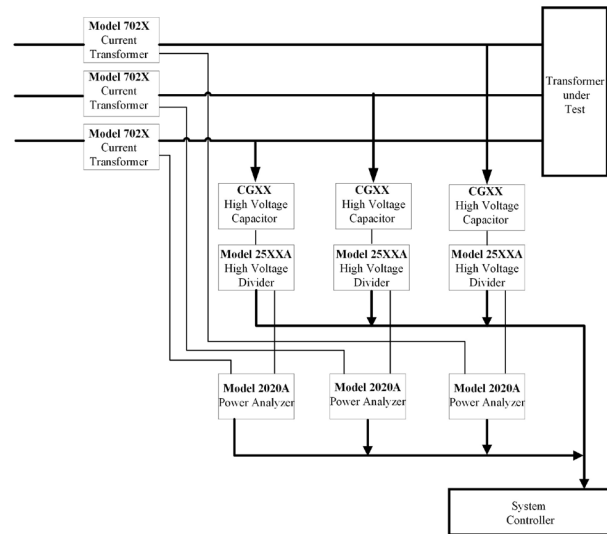 Model 702X
Current
Transformer
Model 702X
Current
Transformer
Model 702X
Current
Transformer
Transformer
under
Test
CGXX
High Voltage
Capacitor
CGXX
High Voltage
Capacitor
CGXX
High Voltage
Capacitor
Model 25XXA
High Voltage
Divider
Model 25XXA
High Voltage
Divider
Model 25XXA
High Voltage
Divider
Model 2020A
Power Analyzer
Model 2020A
Power Analyzer
Model 2020A
Power Analyzer
System
Controller